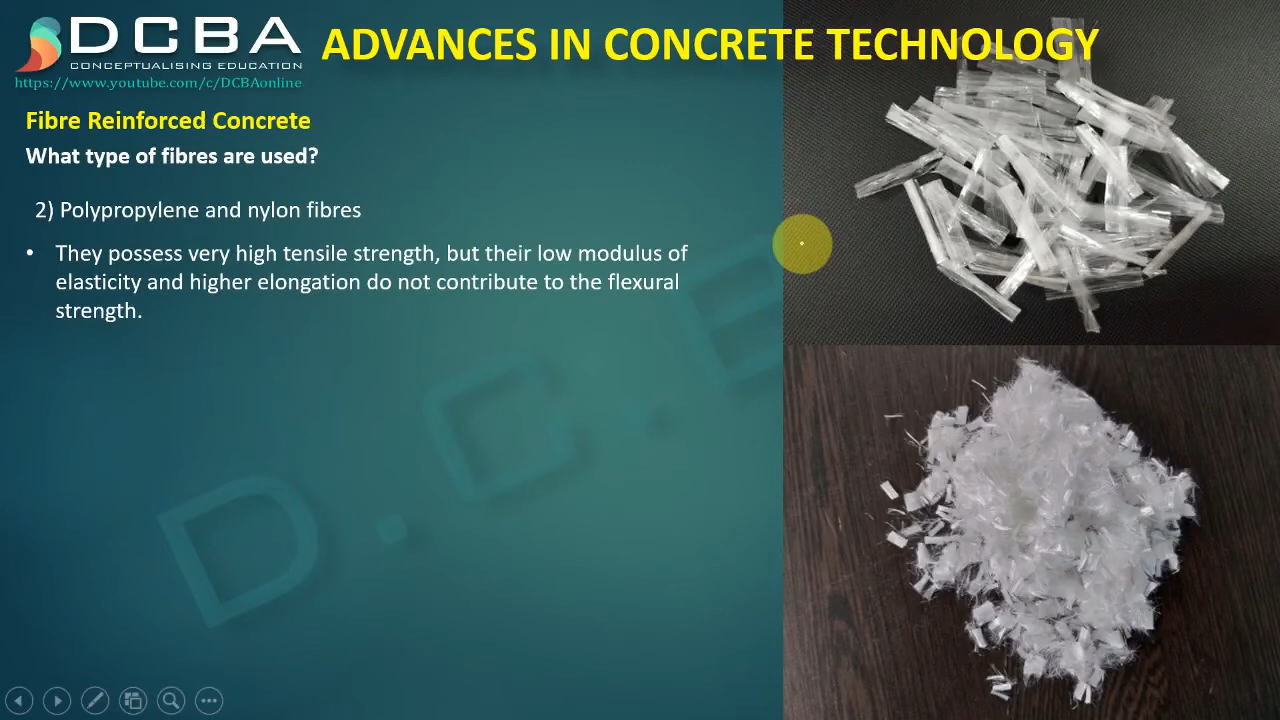 DCBA
CONCEPTUALISING EDUCATION
https://www.youtube.com/c/DCBAonline
ADVANCES IN CONCRETE TECHNOLOGY
Fibre Reinforced Concrete
What type of fibres are used?
2) Polypropylene and nylon fibres
• They possess very high tensile strength, but their low modulus of
elasticity and higher elongation do not contribute to the flexural
strength.
D.C.B